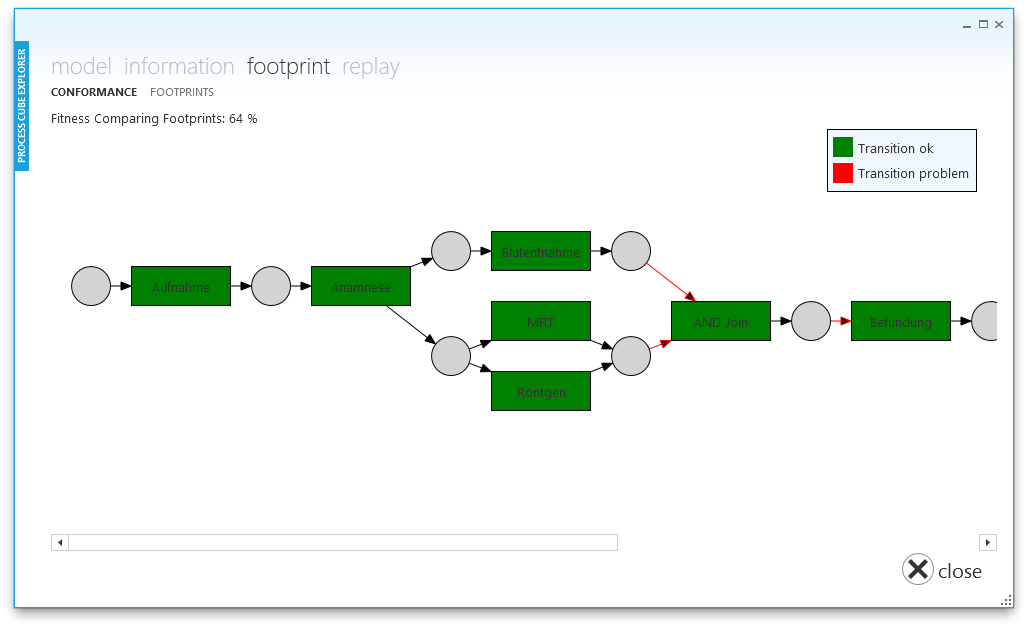 PROCESS CUBE EXPLORER
model information footprint replay
CONFORMANCE FOOTPRINTS
Fitness Comparing Footprints: 64 %
Transition ok
Transition problem
Blutentnahme
Aufnahme
Anamnese
MRT
AND Join
Befundung
Röntgen
close